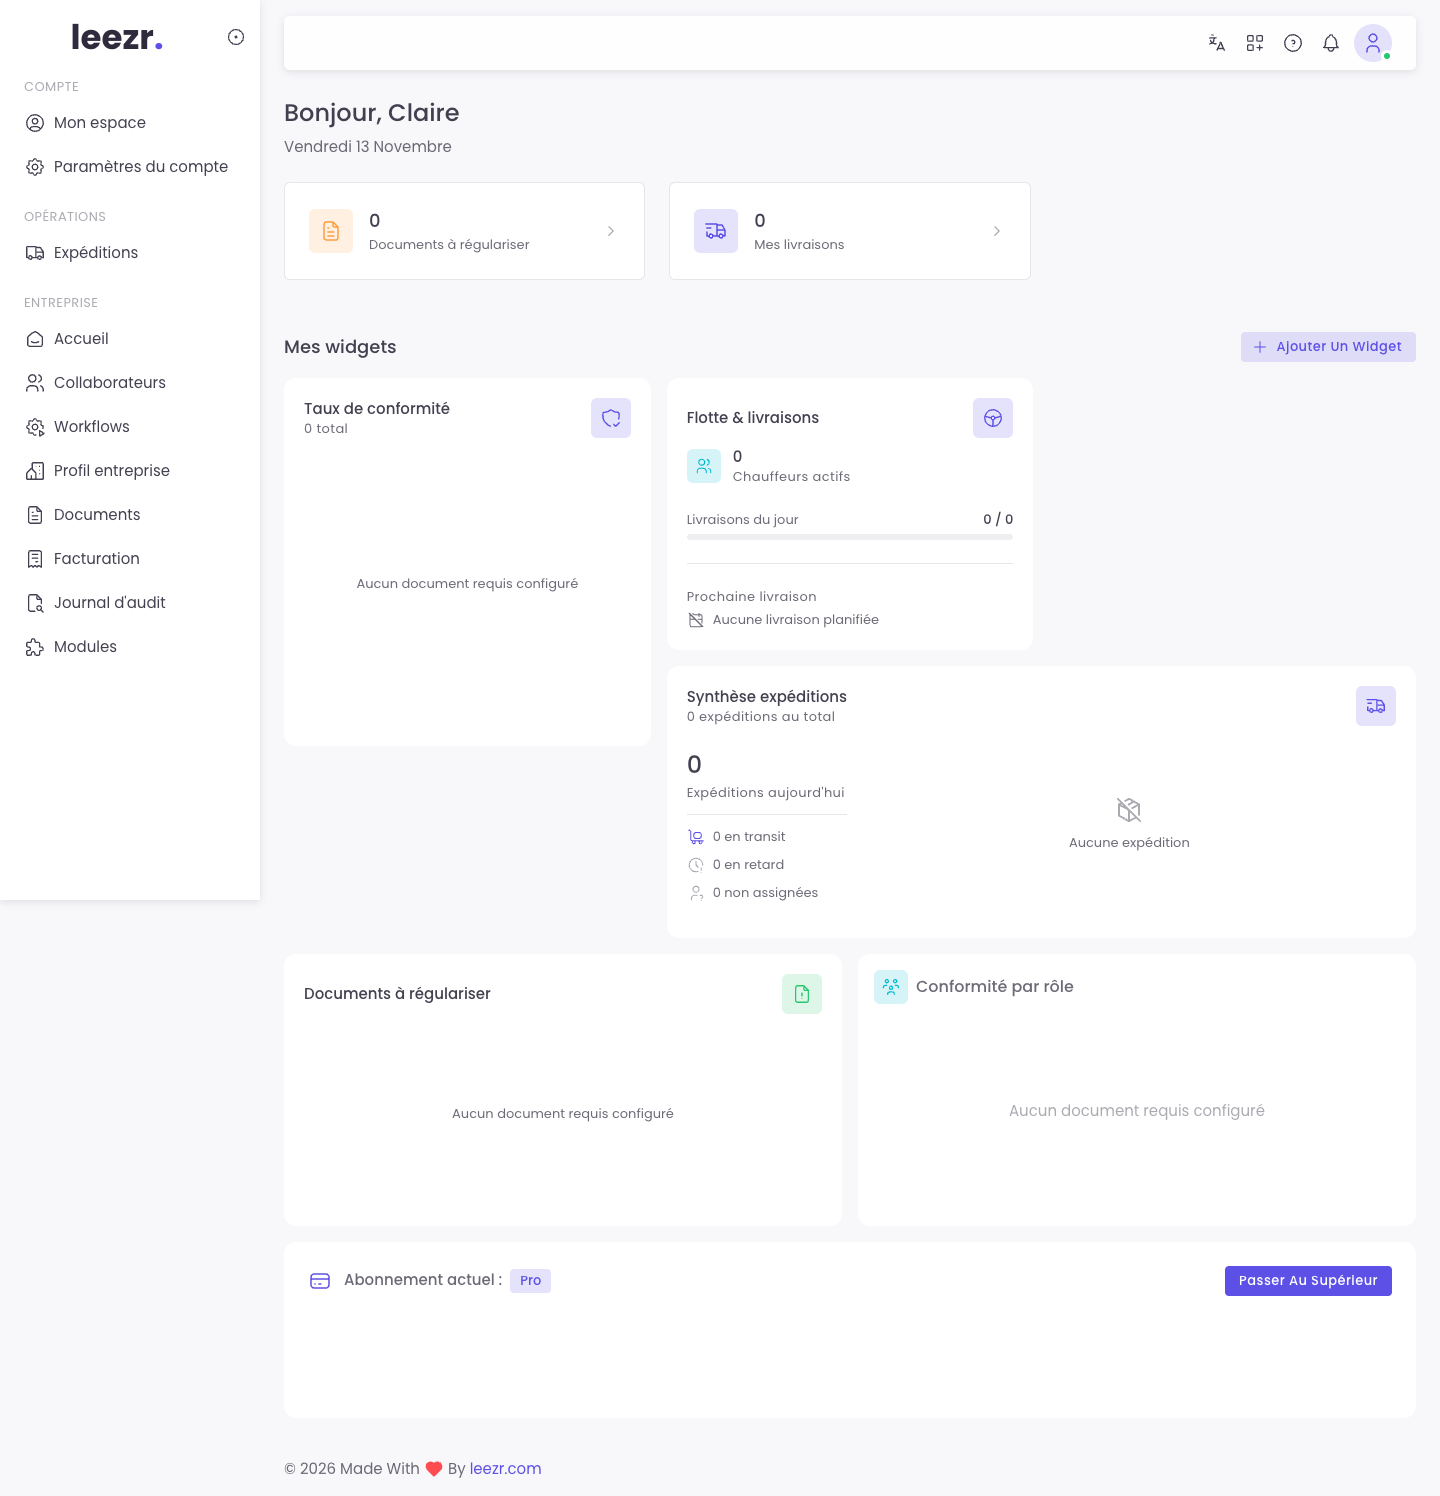 leezr.
COMPTE
Mon espace
Paramètres du compte
OPÉRATIONS
Expéditions
ENTREPRISE
Accueil
Collaborateurs
Workflows
Profil entreprise
Documents
Facturation
Journal d'audit
Modules
Bonjour, Claire
Vendredi 13 Novembre
0
Documents à régulariser
0
Mes livraisons
Mes widgets
Ajouter Un Widget
Taux de conformité
0 total
Aucun document requis configuré
Flotte & livraisons
0
Chauffeurs actifs
Livraisons du jour 0 / 0
Prochaine livraison
Aucune livraison planifiée
Synthèse expéditions
0 expéditions au total
0
Expéditions aujourd'hui
0 en transit
0 en retard
0 non assignées
Aucune expédition
Documents à régulariser
Aucun document requis configuré
Conformité par rôle
Aucun document requis configuré
Abonnement actuel : Pro
Passer Au Supérieur
© 2026 Made With By leezr.com